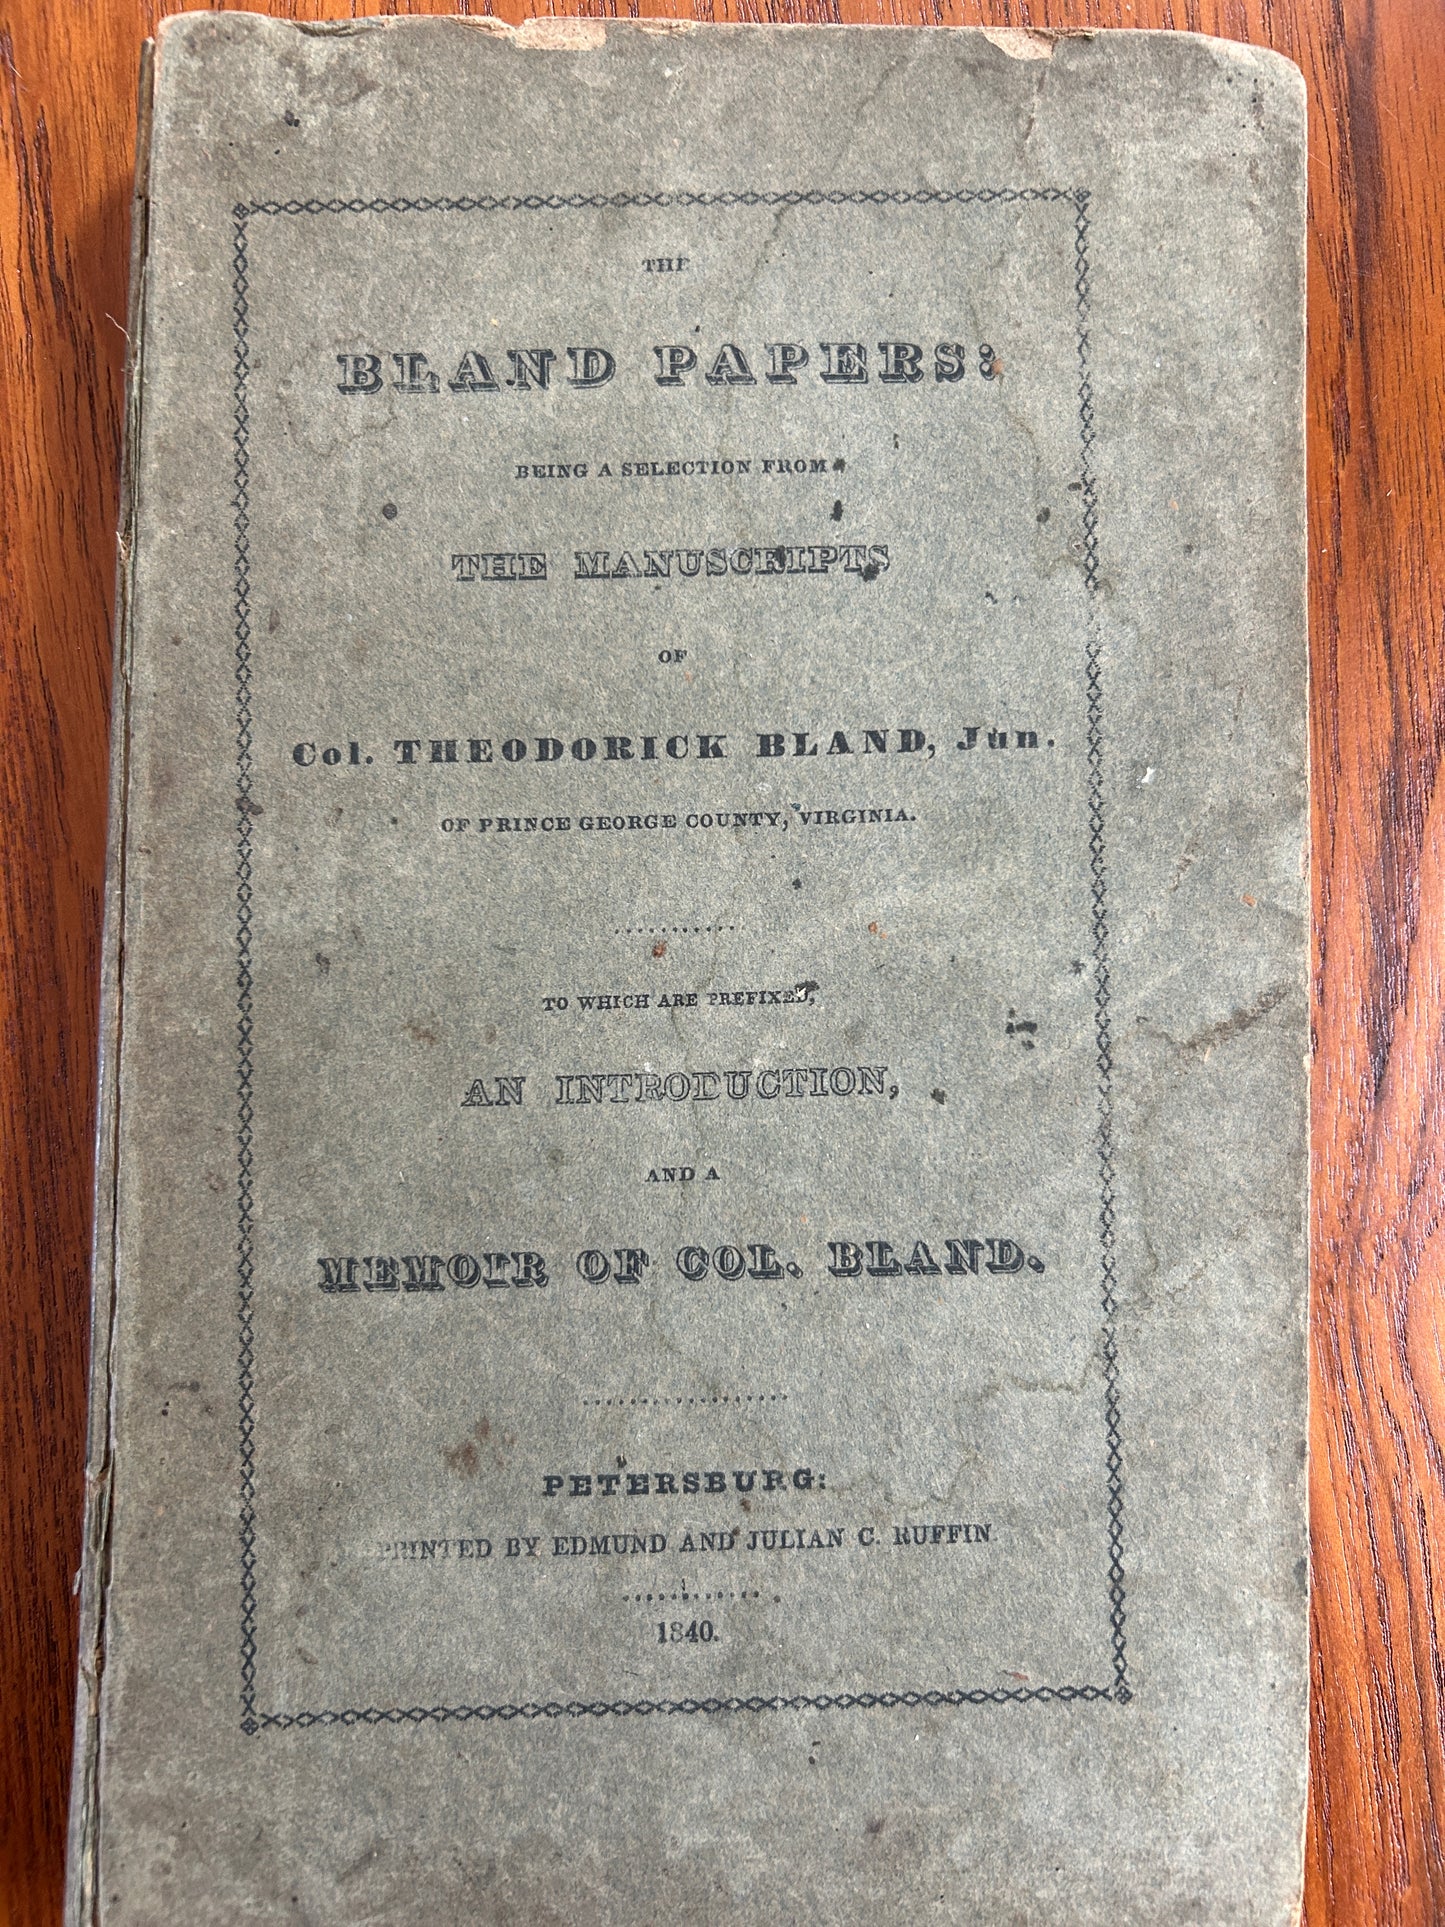 THE
BLAND PAPERS:
BEING A SELECTION FROM
THE MANUSCRIPTS
OF
Col. THEODORICK BLAND, Jun.
OF PRINCE GEORGE COUNTY, VIRGINIA.
TO WHICH ARE PREFIXED,
AN INTRODUCTION,
AND A
MEMOIR OF COL. BLAND.
PETERSBURG:
PRINTED BY EDMUND AND JULIAN C. RUFFIN
1840.